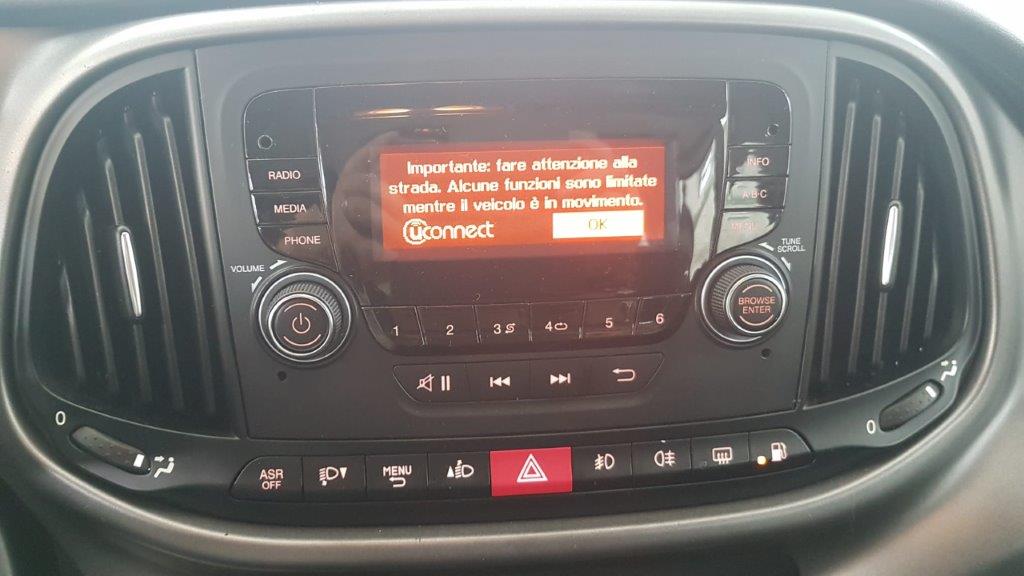 RADIO
MEDIA
PHONE
VOLUME
Importante: fare attenzione alla
strada. Alcune funzioni sono limitate
mentre il veicolo è in movimento.
uconnect
OK
INFO
A-B-C
MENU
TUNE
SCROLL
BROWSE
ENTER
1 2 3 4 5 6
0
0
ASR
OFF
MENU